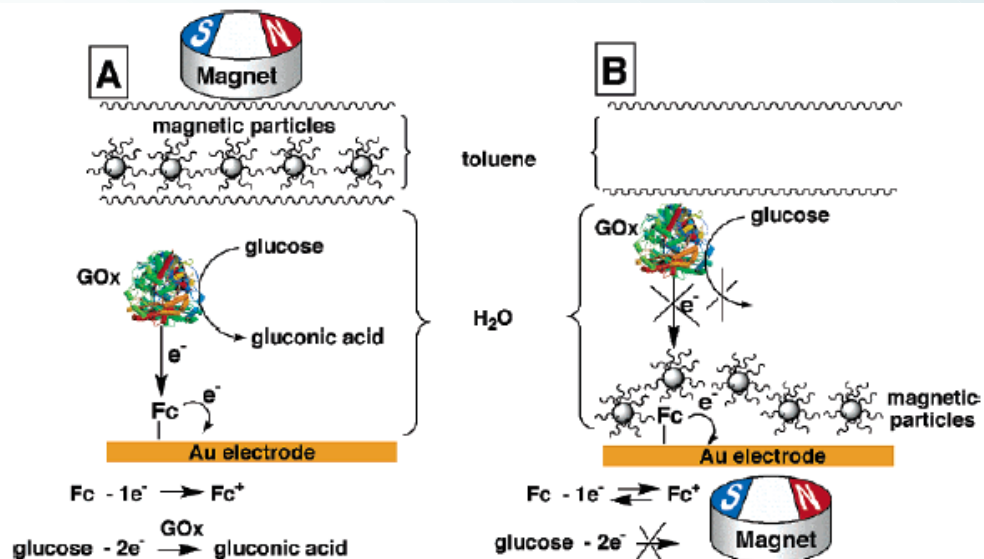 A
S N
Magnet
magnetic particles
toluene
GOx
glucose
gluconic acid
e-
Fc
e-
Au electrode
Fc - 1e- → Fc+
GOx
glucose - 2e- → gluconic acid
H2O
B
GOx
glucose
e-
magnetic
particles
Fc
e-
Au electrode
Fc - 1e- ⇌ Fc+
glucose - 2e-
S N
Magnet